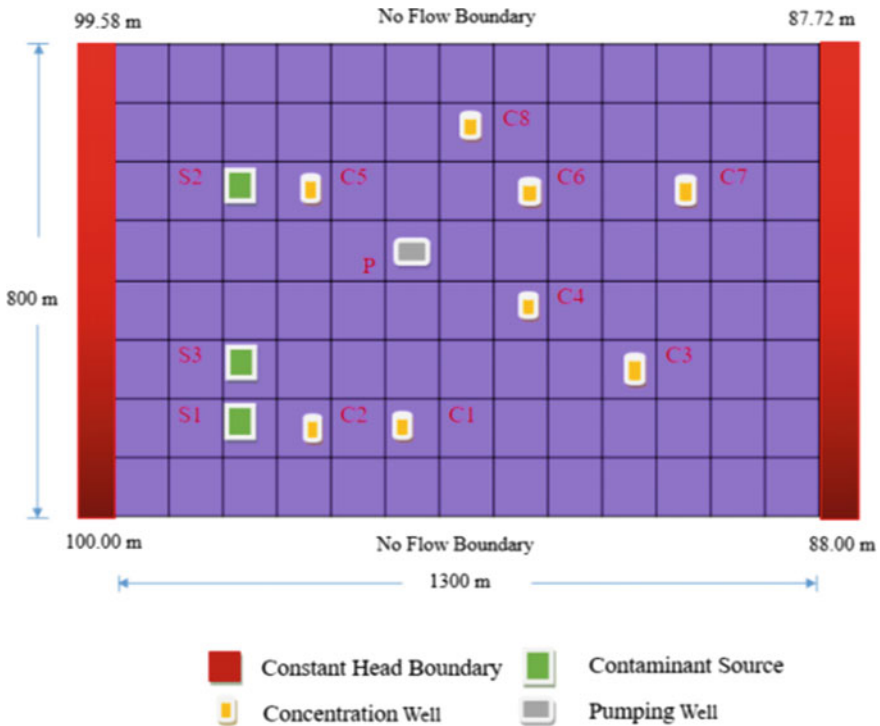 99.58 m
No Flow Boundary
87.72 m
C8
S2
C5
C6
C7
P
800 m
C4
S3
C3
S1
C2
C1
100.00 m
No Flow Boundary
88.00 m
1300 m
Constant Head Boundary
Contaminant Source
Concentration Well
Pumping Well